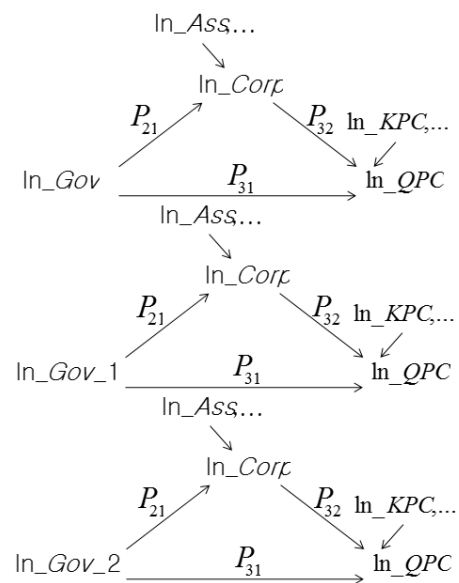 ln_Ass,...
ln_Corp
P21 P32 ln_KPC,...
ln_Gov P31 ln_QPC
ln_Ass,...
ln_Corp
P21 P32 ln_KPC,...
ln_Gov_1 P31 ln_QPC
ln_Ass,...
ln_Corp
P21 P32 ln_KPC,...
ln_Gov_2 P31 ln_QPC